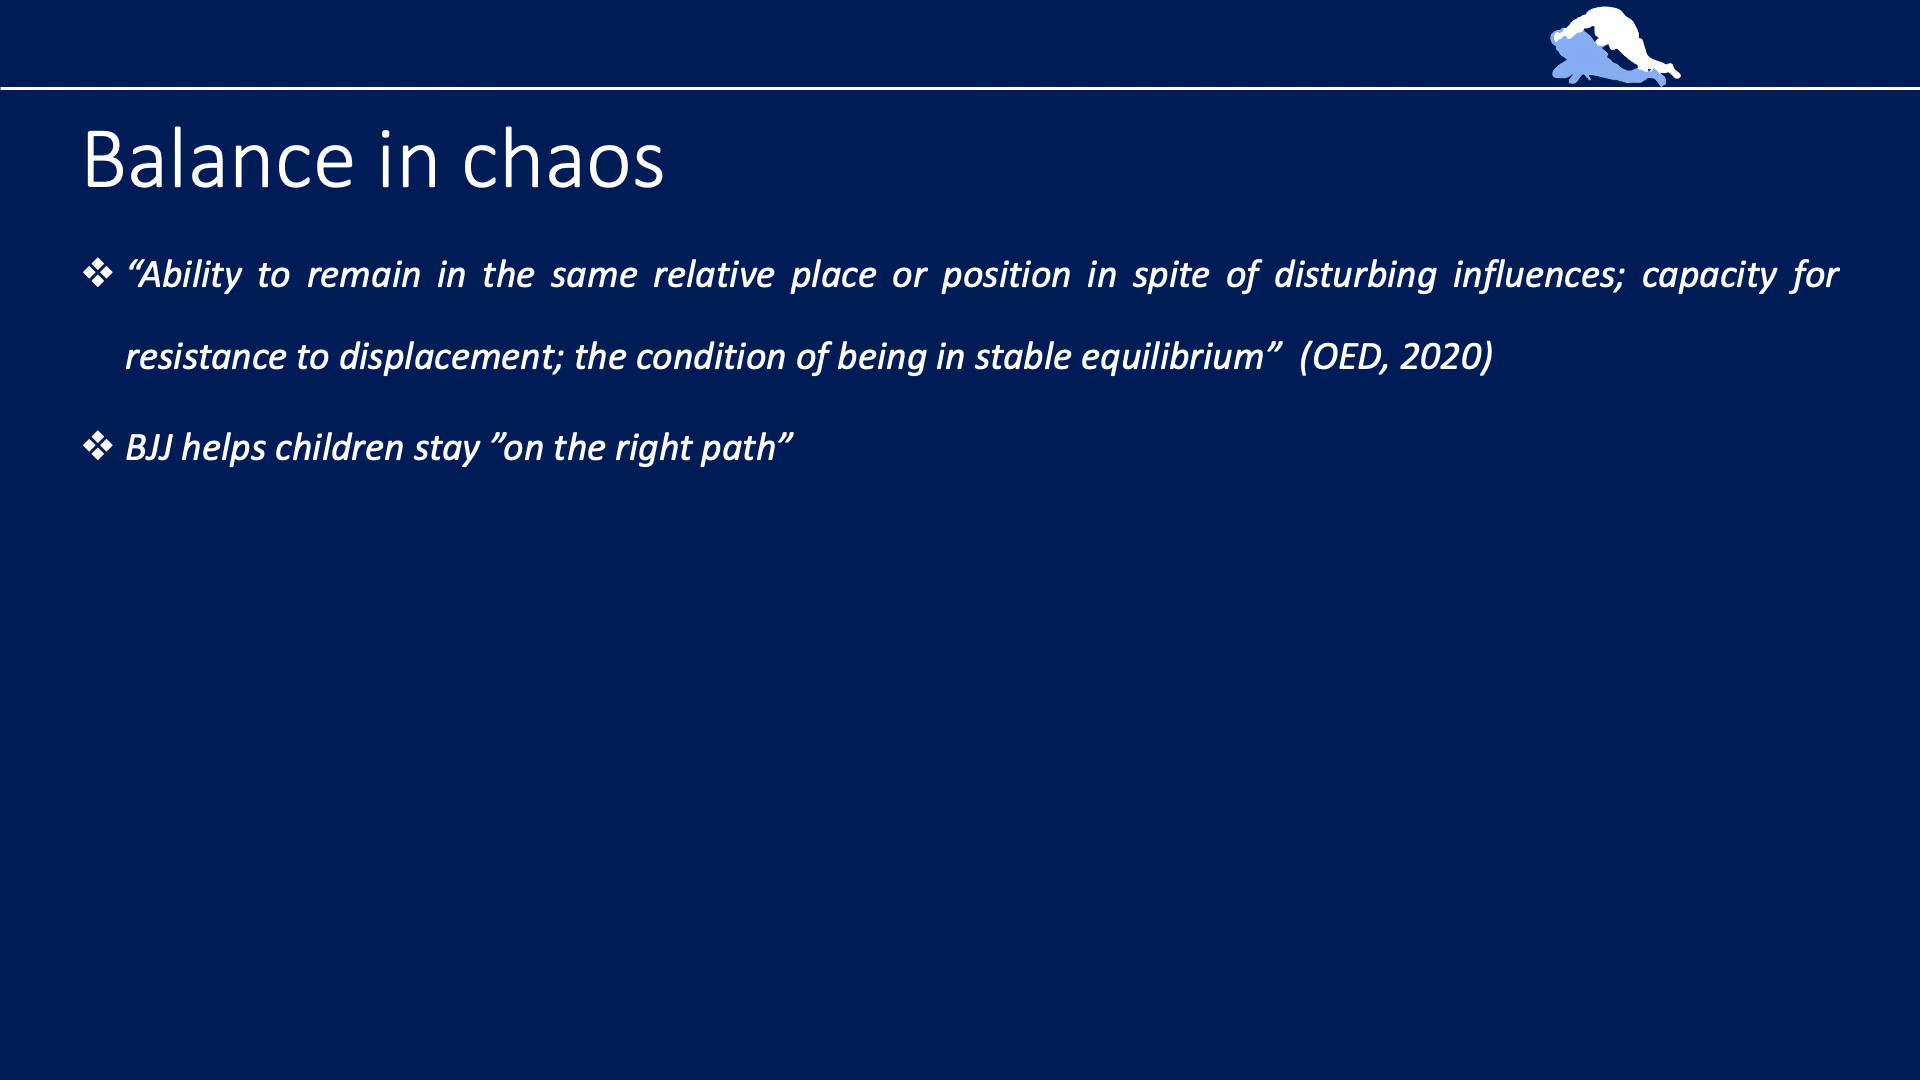 Balance in chaos
❖ “Ability to remain in the same relative place or position in spite of disturbing influences; capacity for
resistance to displacement; the condition of being in stable equilibrium”  (OED, 2020)
❖ BJJ helps children stay ”on the right path”